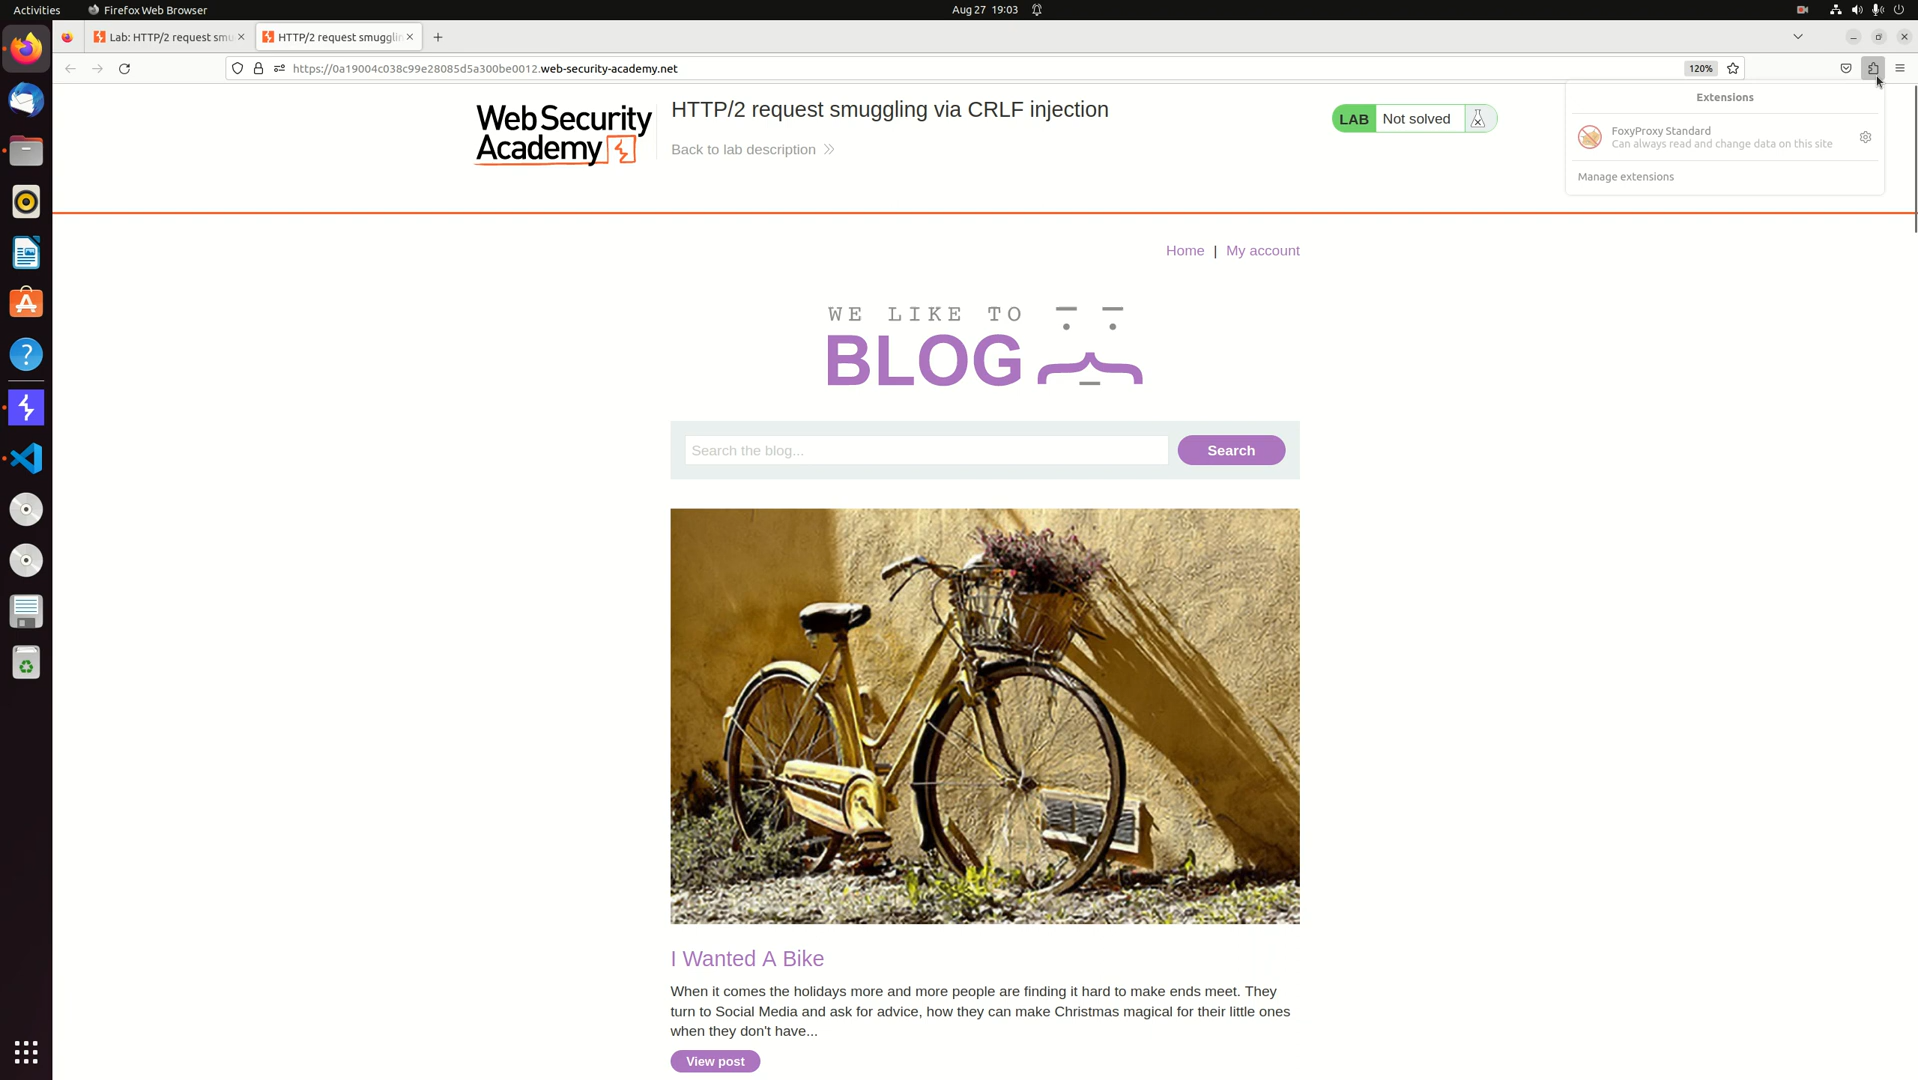 Activities
Firefox Web Browser
Aug 27 19:03
Lab: HTTP/2 request smu
HTTP/2 request smugglin
https://0a19004c038c99e28085d5a300be0012.web-security-academy.net
120%
Extensions
FoxyProxy Standard
Can always read and change data on this site
Manage extensions
WebSecurity
Academy
HTTP/2 request smuggling via CRLF injection
Back to lab description
LAB
Not solved
Home | My account
WE LIKE TO
BLOG
Search the blog...
Search
I Wanted A Bike
When it comes the holidays more and more people are finding it hard to make ends meet. They
turn to Social Media and ask for advice, how they can make Christmas magical for their little ones
when they don't have...
View post